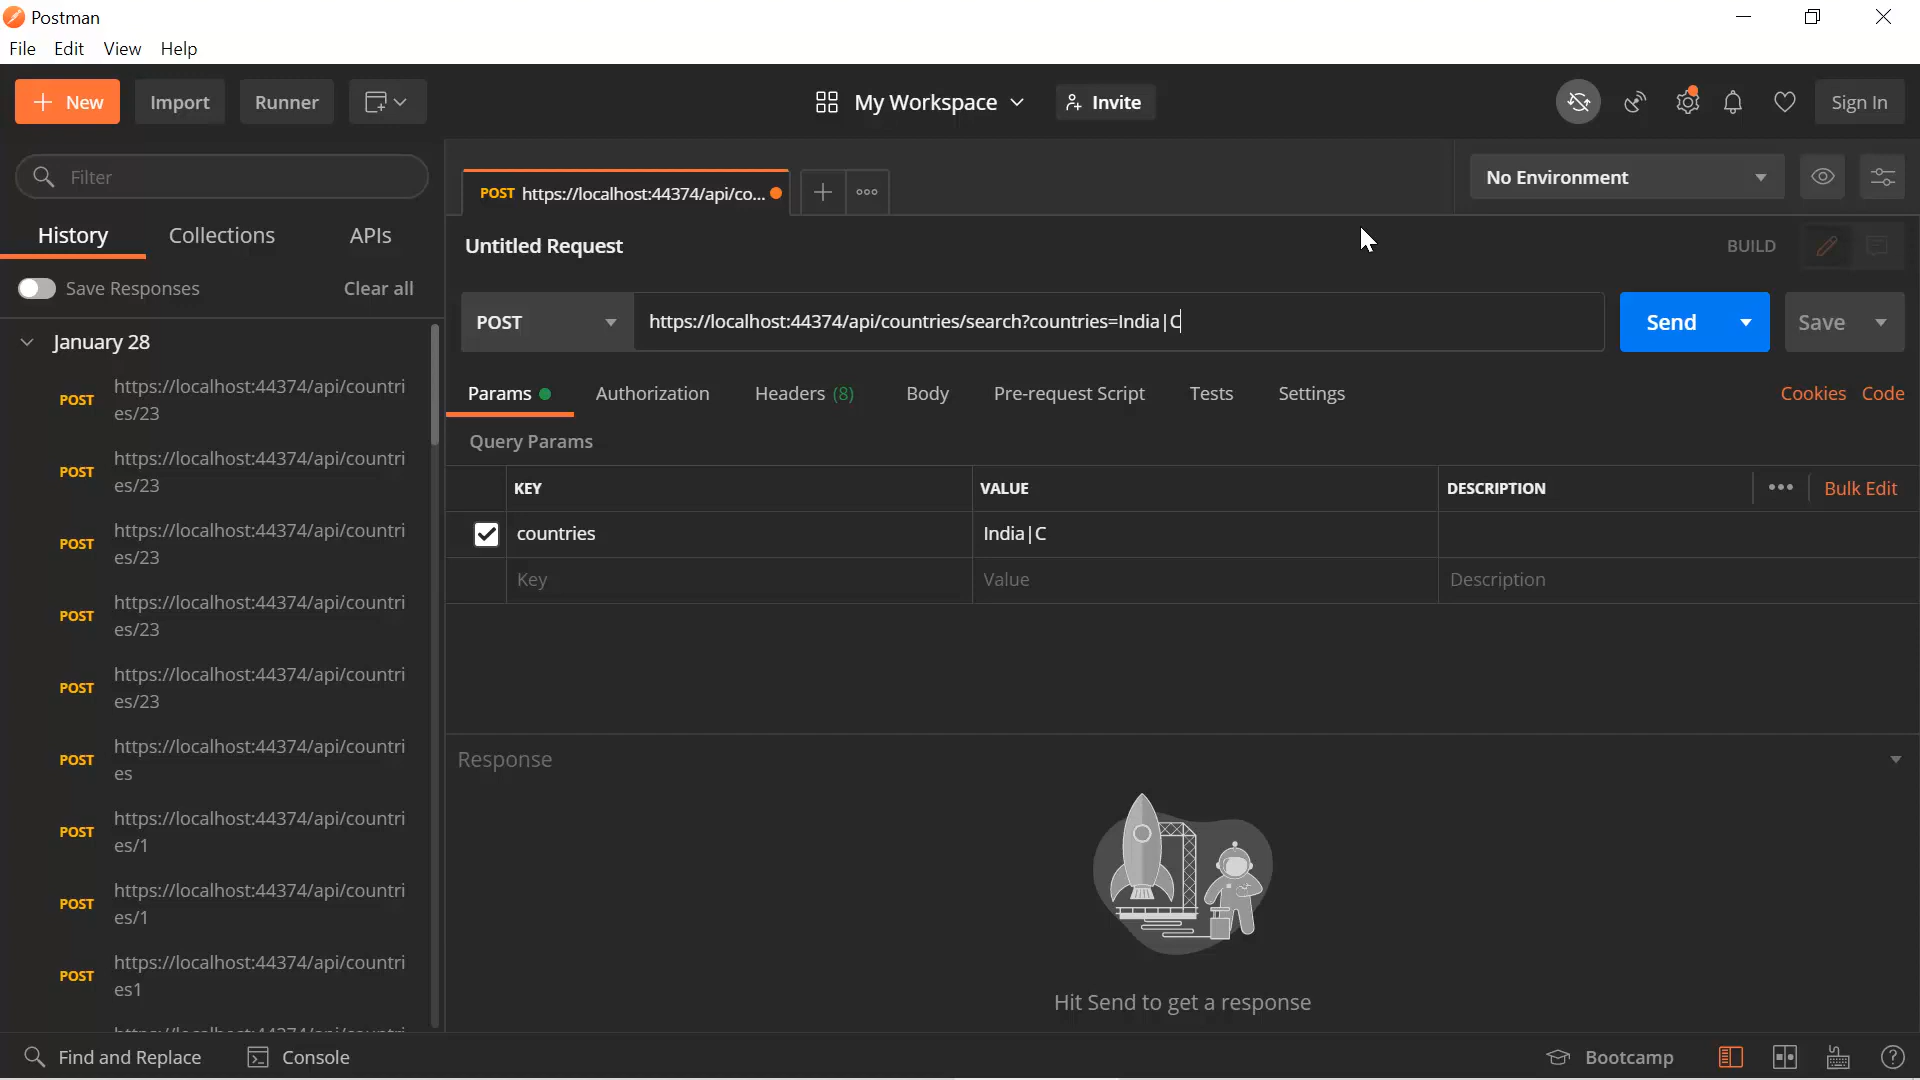 Postman
File Edit View Help
New Import Runner My Workspace Invite Sign In
Filter
POST https://localhost:44374/api/co... No Environment
History Collections APIs
Untitled Request BUILD
Save Responses Clear all
POST https://localhost:44374/api/countries/search?countries=India|C Send Save
January 28
Params Authorization Headers (8) Body Pre-request Script Tests Settings Cookies Code
Query Params
KEY VALUE DESCRIPTION Bulk Edit
countries India|C
Key Value Description
POST https://localhost:44374/api/countri
es/23
POST https://localhost:44374/api/countri
es/23
POST https://localhost:44374/api/countri
es/23
POST https://localhost:44374/api/countri
es/23
POST https://localhost:44374/api/countri
es/23
POST https://localhost:44374/api/countri
es
POST https://localhost:44374/api/countri
es/1
POST https://localhost:44374/api/countri
es/1
POST https://localhost:44374/api/countri
es1
Response
Hit Send to get a response
Find and Replace Console Bootcamp